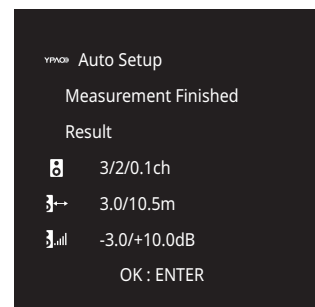 YPAO Auto Setup
Measurement Finished
Result
3/2/0.1ch
3.0/10.5m
-3.0/+10.0dB
OK : ENTER